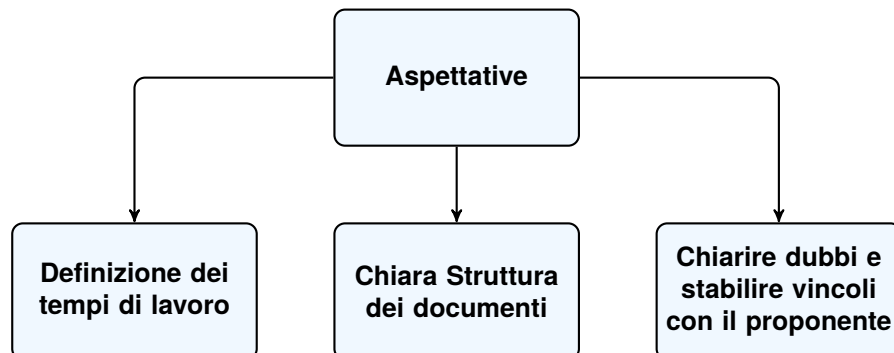 Aspettative
Definizione dei
tempi di lavoro
Chiara Struttura
dei documenti
Chiarire dubbi e
stabilire vincoli
con il proponente